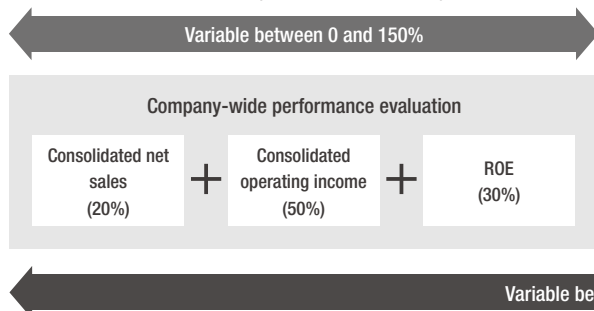 Variable between 0 and 150%
Company-wide performance evaluation
Consolidated net
sales
(20%)
+
Consolidated
operating income
(50%)
+
ROE
(30%)
Variable be